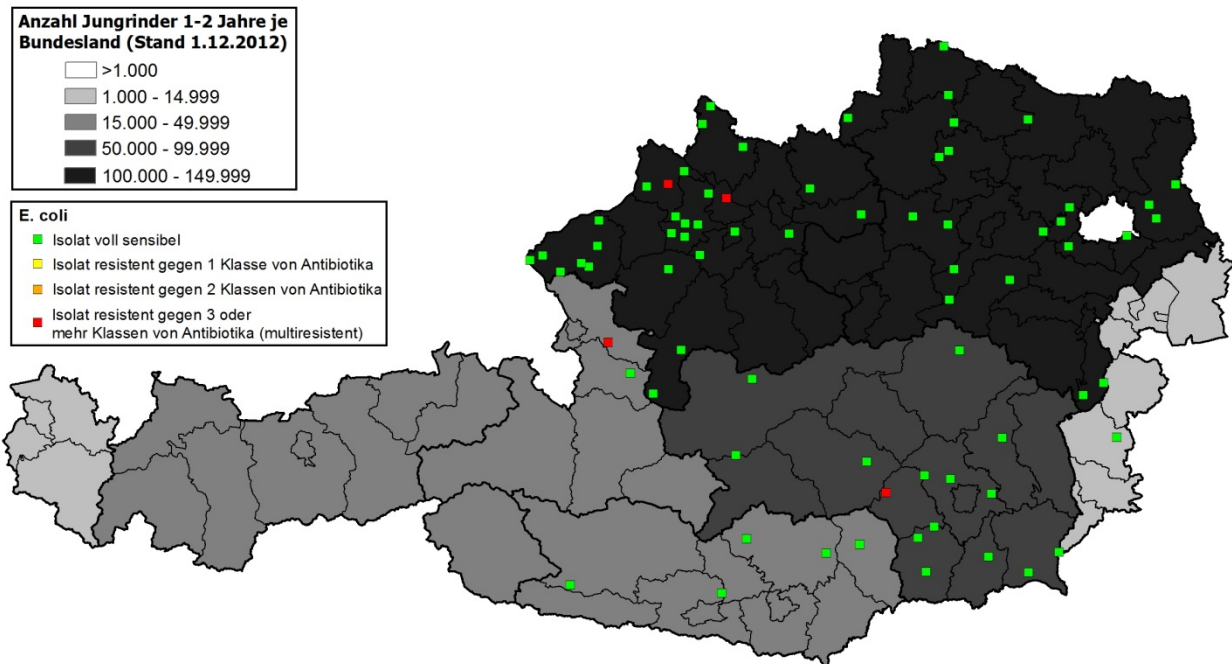 Anzahl Jungrinder 1-2 Jahre je
Bundesland (Stand 1.12.2012)
>1.000
1.000 - 14.999
15.000 - 49.999
50.000 - 99.999
100.000 - 149.999
E. coli
Isolat voll sensibel
Isolat resistent gegen 1 Klasse von Antibiotika
Isolat resistent gegen 2 Klassen von Antibiotika
Isolat resistent gegen 3 oder
mehr Klassen von Antibiotika (multiresistent)